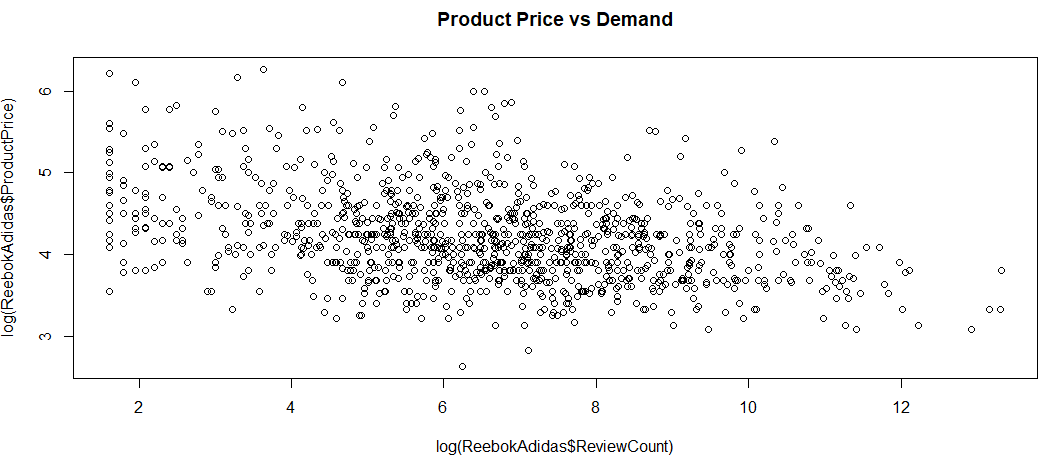 Product Price vs Demand
log(ReebokAdidas$ProductPrice)
6
5
4
3
2 4 6 8 10 12
log(ReebokAdidas$ReviewCount)